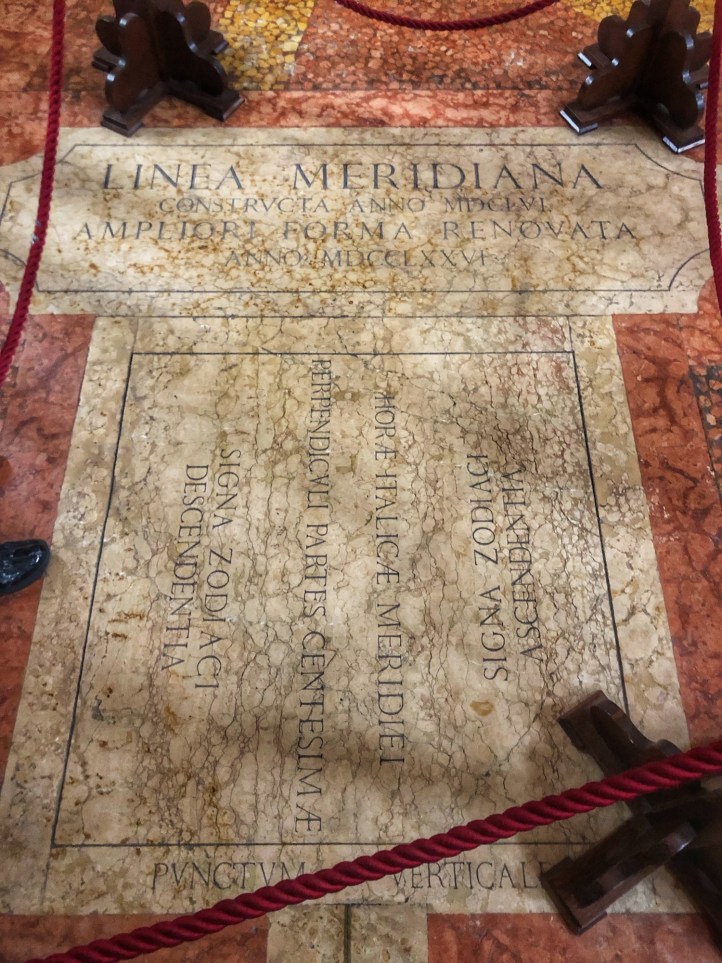 LINEA MERIDIANA
CONSTRVCTA ANNO MDCLVI
AMPLIORI FORMA RENOVATA
ANNO MDCCLXXVI
SIGNA ZODIACI
DESCENDENTIA
PERPENDICVLI PARTES CENTESIMÆ
HORÆ ITALICÆ MERIDIEI
SIGNA ZODIACI
ASCENDENTIA
PVNCTVM VERTICALE